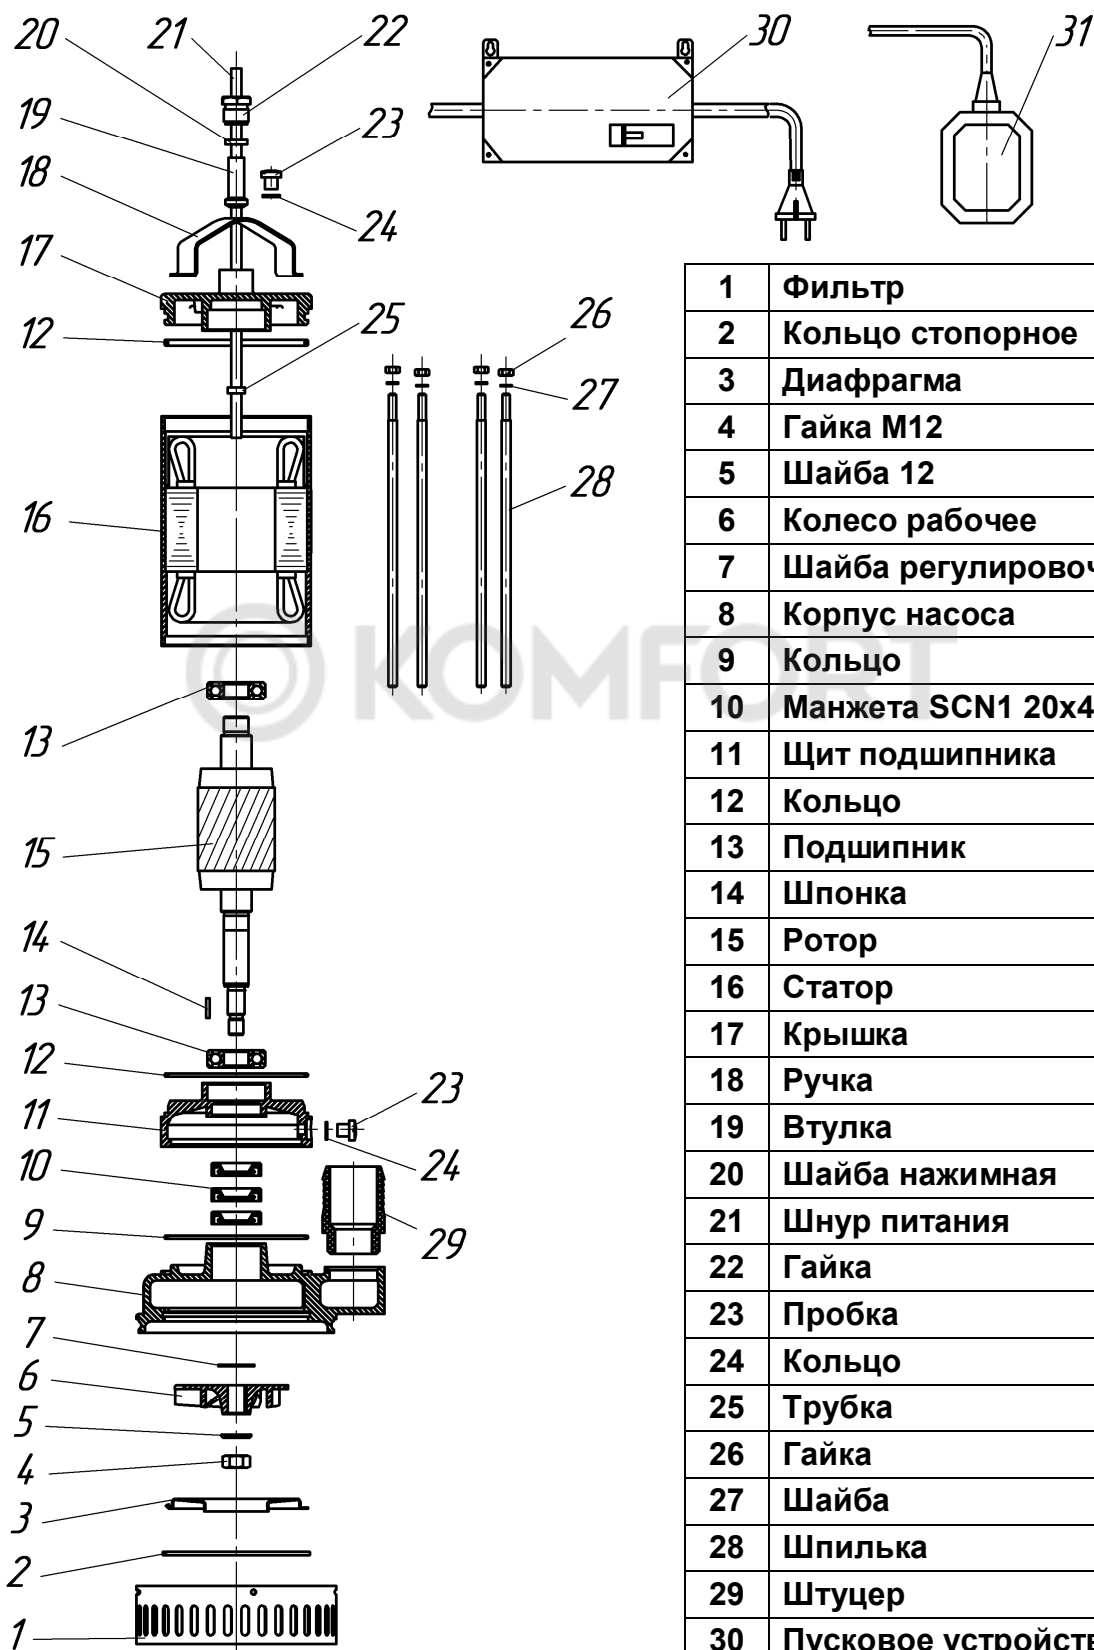 20
21
22
30
31
19
23
18
24
17
12
25
26
27
16
28
13
15
14
13
12
23
11
24
10
9
29
8
7
6
5
4
3
2
1
KOMFORT
1 Фильтр
2 Кольцо стопорное
3 Диафрагма
4 Гайка М12
5 Шайба 12
6 Колесо рабочее
7 Шайба регулировоч
8 Корпус насоса
9 Кольцо
10 Манжета SCN1 20х4
11 Щит подшипника
12 Кольцо
13 Подшипник
14 Шпонка
15 Ротор
16 Статор
17 Крышка
18 Ручка
19 Втулка
20 Шайба нажимная
21 Шнур питания
22 Гайка
23 Пробка
24 Кольцо
25 Трубка
26 Гайка
27 Шайба
28 Шпилька
29 Штуцер
30 Пусковое устройств